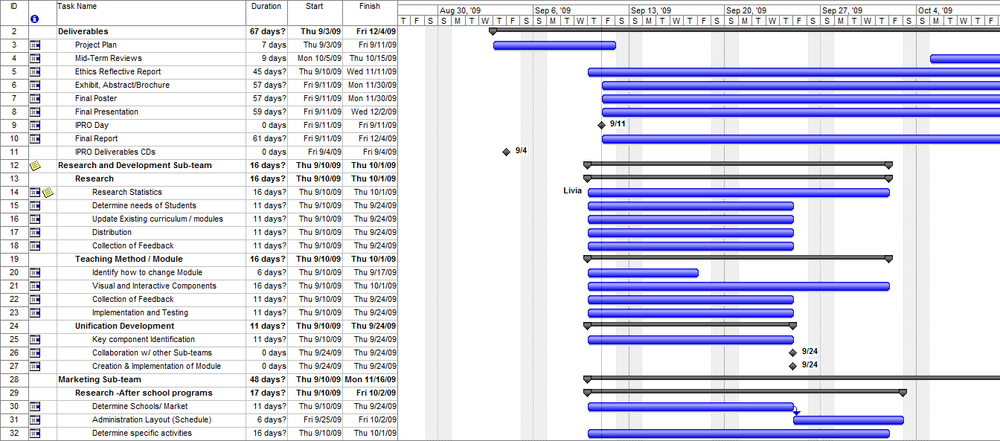 ID Task Name Duration Start Finish
Aug 30, '09 Sep 6, '09 Sep 13, '09 Sep 20, '09 Sep 27, '09 Oct 4, '09
T F S S M T W T F S S M T W T F S S M T W T F S S M T W T F S S M T W T F S S M T W T F
2 Deliverables 67 days? Thu 9/3/09 Fri 12/4/09
3 Project Plan 7 days Thu 9/3/09 Fri 9/11/09
4 Mid-Term Reviews 9 days Mon 10/5/09 Thu 10/15/09
5 Ethics Reflective Report 45 days? Thu 9/10/09 Wed 11/11/09
6 Exhibit, Abstract/Brochure 57 days? Fri 9/11/09 Mon 11/30/09
7 Final Poster 57 days? Fri 9/11/09 Mon 11/30/09
8 Final Presentation 59 days? Fri 9/11/09 Wed 12/2/09
9 IPRO Day 0 days Fri 9/11/09 Fri 9/11/09 9/11
10 Final Report 61 days? Fri 9/11/09 Fri 12/4/09
11 IPRO Deliverables CDs 0 days Fri 9/4/09 Fri 9/4/09 9/4
12 Research and Development Sub-team 16 days? Thu 9/10/09 Thu 10/1/09
13 Research 16 days? Thu 9/10/09 Thu 10/1/09
14 Research Statistics 16 days? Thu 9/10/09 Thu 10/1/09 Livia
15 Determine needs of Students 11 days? Thu 9/10/09 Thu 9/24/09
16 Update Existing curriculum / modules 11 days? Thu 9/10/09 Thu 9/24/09
17 Distribution 11 days? Thu 9/10/09 Thu 9/24/09
18 Collection of Feedback 11 days? Thu 9/10/09 Thu 9/24/09
19 Teaching Method / Module 16 days? Thu 9/10/09 Thu 10/1/09
20 Identify how to change Module 6 days? Thu 9/10/09 Thu 9/17/09
21 Visual and Interactive Components 16 days? Thu 9/10/09 Thu 10/1/09
22 Collection of Feedback 11 days? Thu 9/10/09 Thu 9/24/09
23 Implementation and Testing 11 days? Thu 9/10/09 Thu 9/24/09
24 Unification Development 11 days? Thu 9/10/09 Thu 9/24/09
25 Key component Identification 11 days? Thu 9/10/09 Thu 9/24/09
26 Collaboration w/ other Sub-teams 0 days Thu 9/24/09 Thu 9/24/09 9/24
27 Creation & Implementation of Module 0 days Thu 9/24/09 Thu 9/24/09 9/24
28 Marketing Sub-team 48 days? Thu 9/10/09 Mon 11/16/09
29 Research -After school programs 17 days? Thu 9/10/09 Fri 10/2/09
30 Determine Schools/ Market 11 days? Thu 9/10/09 Thu 9/24/09
31 Administration Layout (Schedule) 6 days? Fri 9/25/09 Fri 10/2/09
32 Determine specific activities 16 days? Thu 9/10/09 Thu 10/1/09